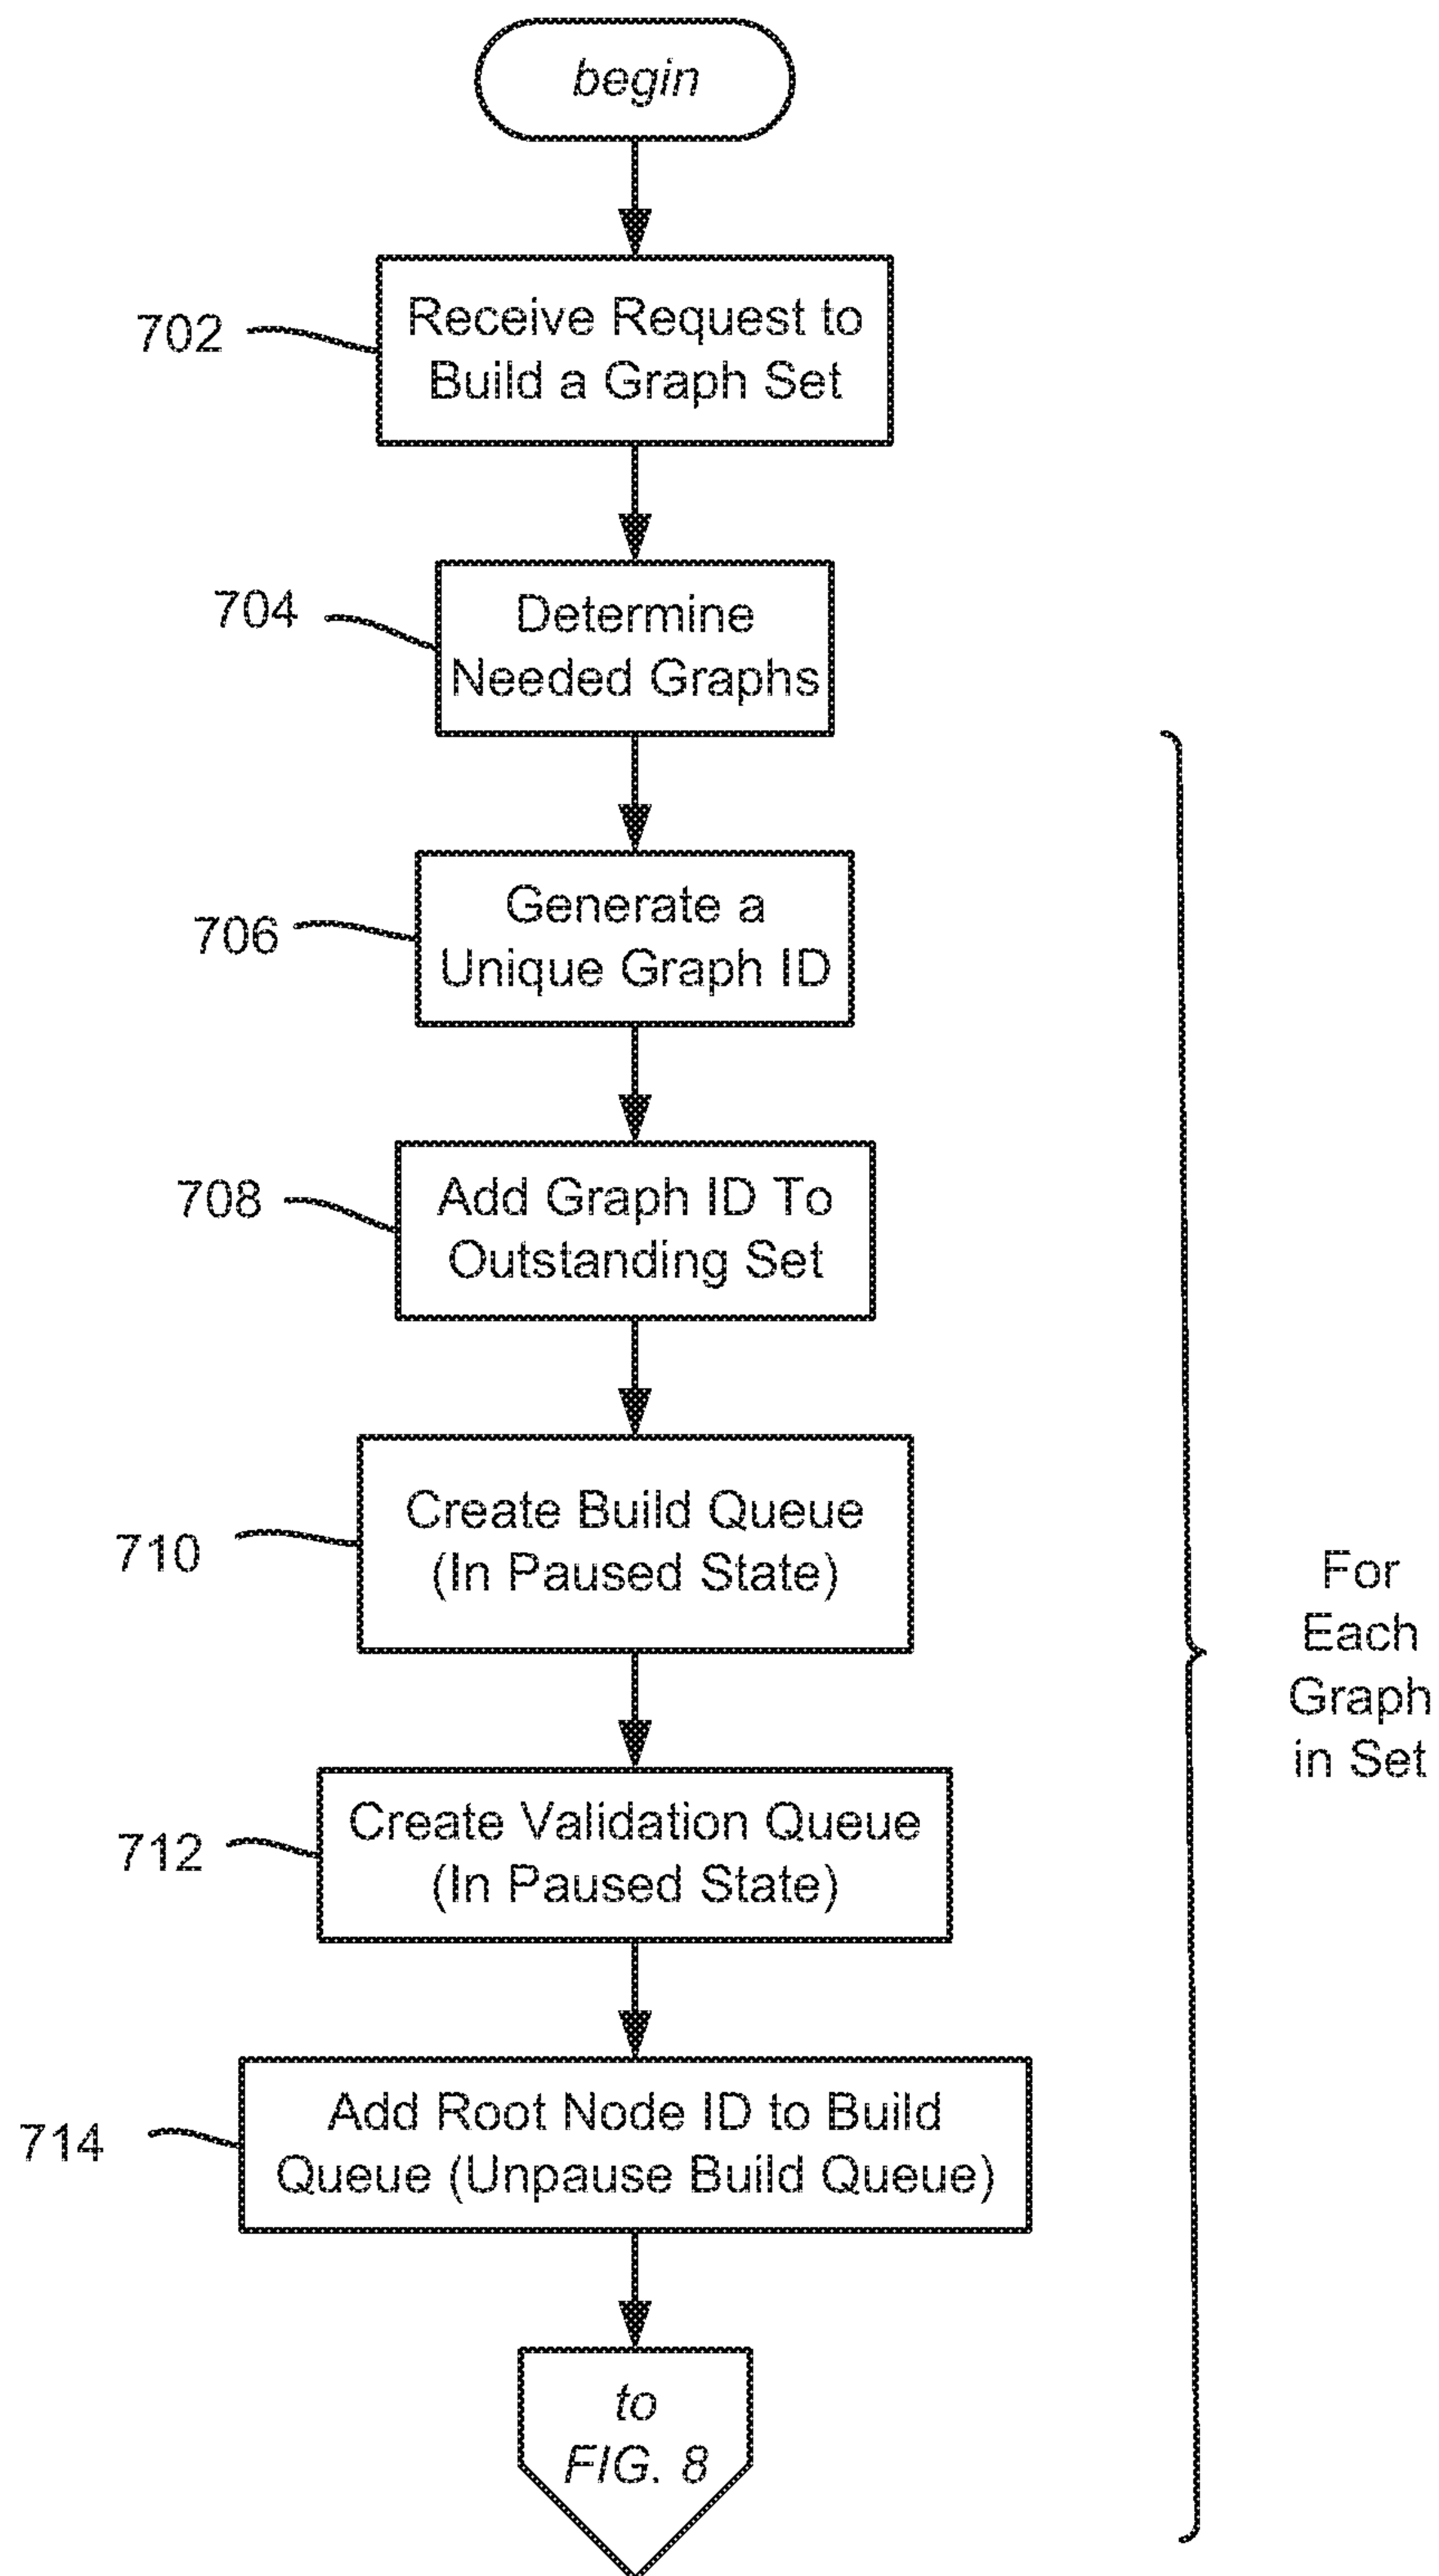 begin
702
Receive Request to
Build a Graph Set
704
Determine
Needed Graphs
706
Generate a
Unique Graph ID
708
Add Graph ID To
Outstanding Set
710
Create Build Queue
(In Paused State)
For
Each
Graph
in Set
712
Create Validation Queue
(In Paused State)
714
Add Root Node ID to Build
Queue (Unpause Build Queue)
to
FIG. 8